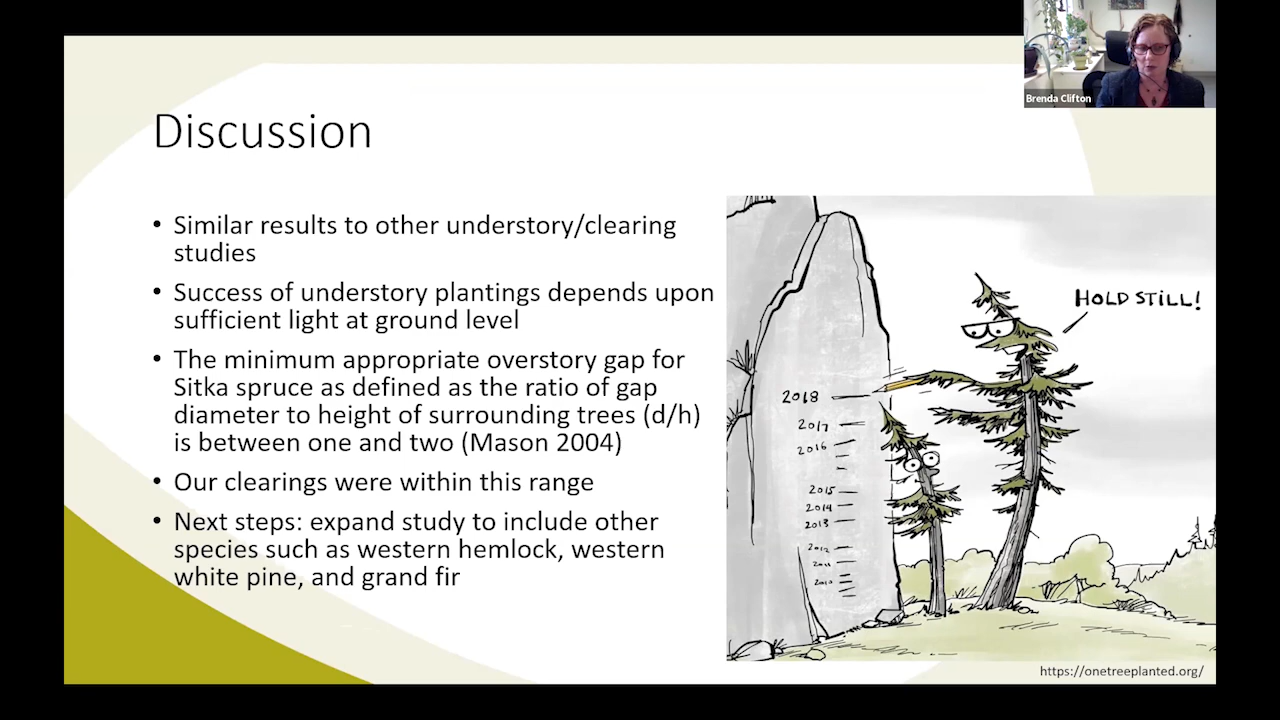 Brenda Clifton
Discussion
• Similar results to other understory/clearing
studies
• Success of understory plantings depends upon
sufficient light at ground level
• The minimum appropriate overstory gap for
Sitka spruce as defined as the ratio of gap
diameter to height of surrounding trees (d/h)
is between one and two (Mason 2004)
• Our clearings were within this range
• Next steps: expand study to include other
species such as western hemlock, western
white pine, and grand fir
HOLD STILL!
2018
2017
2016
2015
2014
2013
2012
2011
2010
https://onetreeplanted.org/